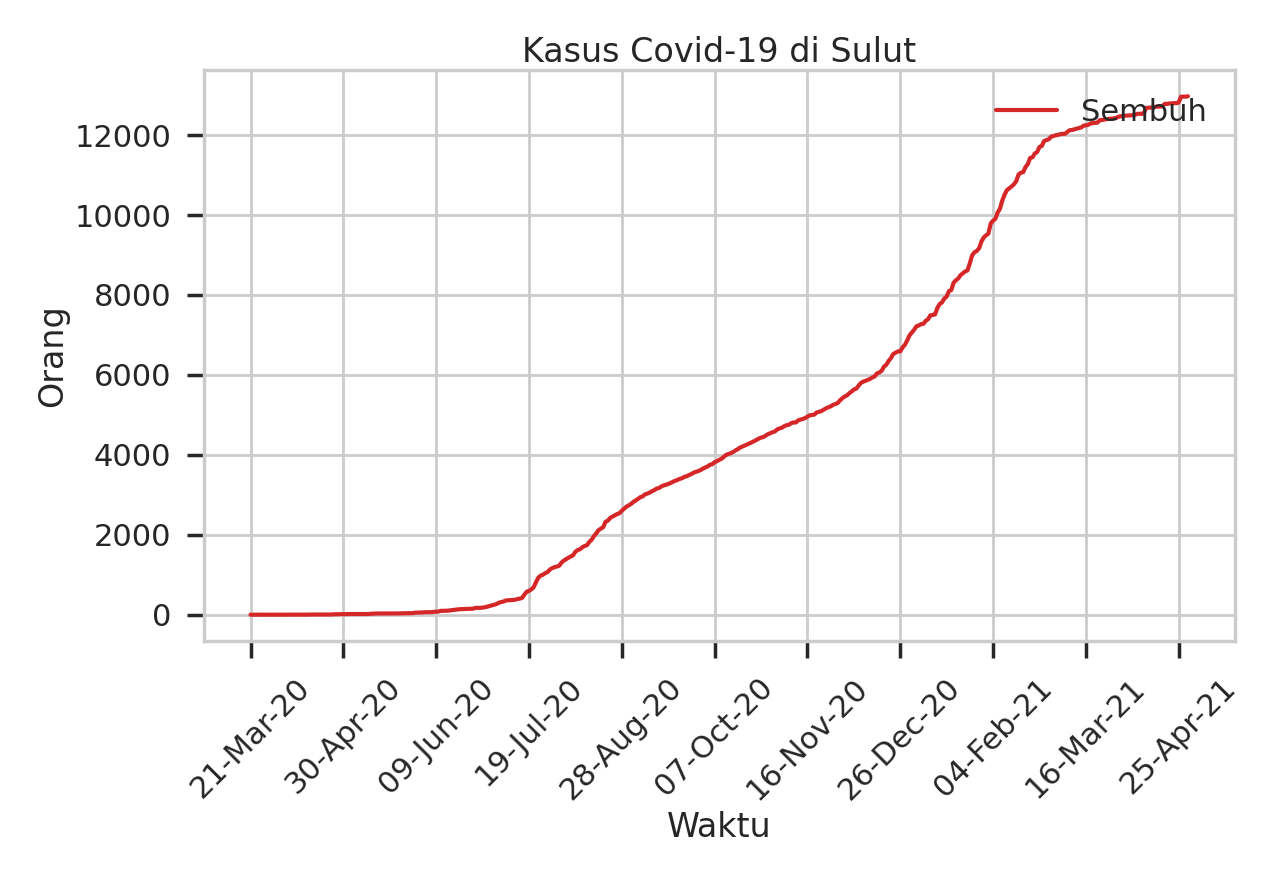 Kasus Covid-19 di Sulut
Sembuh
12000
10000
8000
6000
4000
2000
0
Orang
21-Mar-20
30-Apr-20
09-Jun-20
19-Jul-20
28-Aug-20
07-Oct-20
16-Nov-20
26-Dec-20
04-Feb-21
16-Mar-21
25-Apr-21
Waktu